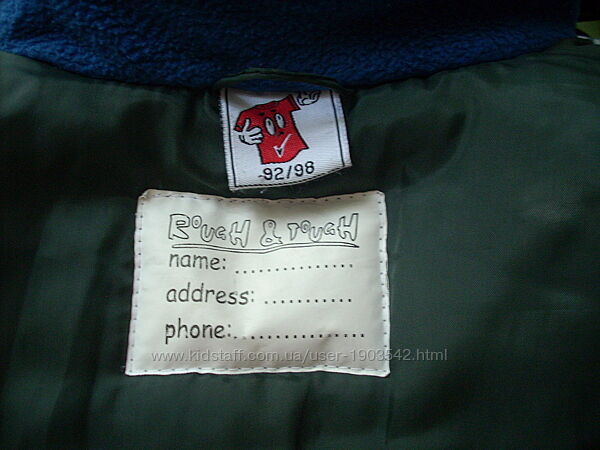 92/98
ROUGH & TOUGH
name: ...............
address: ...........
phone:................
www.kidstaff.com.ua/user-1903542.html